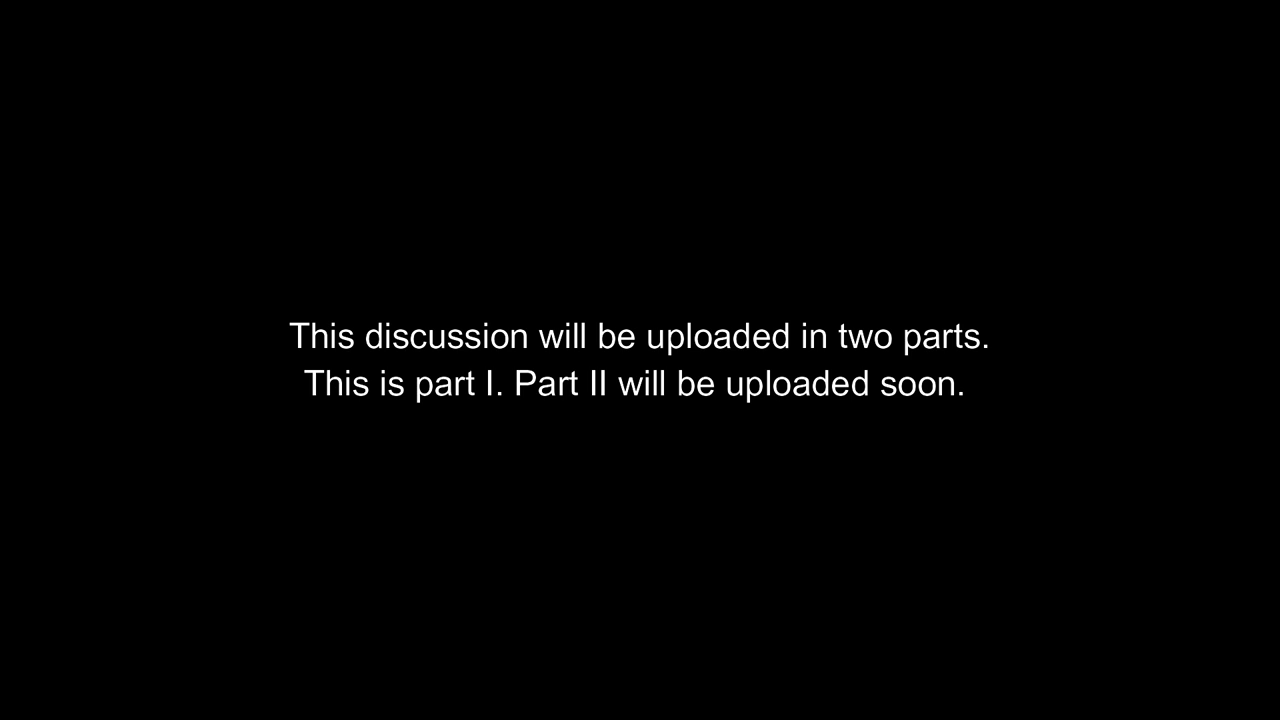 This discussion will be uploaded in two parts.
This is part I. Part II will be uploaded soon.